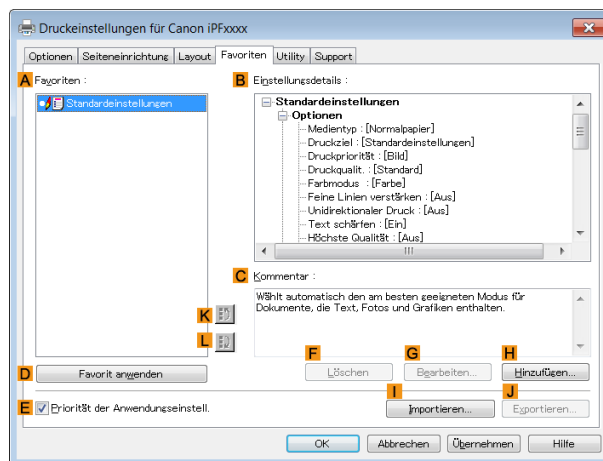 Druckeinstellungen für Canon iPFxxxx
Optionen Seiteneinrichtung Layout Favoriten Utility Support
A Favoriten : B Einstellungsdetails :
Standardeinstellungen
Standardeinstellungen
Optionen
Medientyp : [Normalpapier]
Druckziel : [Standardeinstellungen]
Druckpriorität : [Bild]
Druckqualit. : [Standard]
Farbmodus : [Farbe]
Feine Linien verstärken : [Aus]
Unidirektionaler Druck : [Aus]
Text schärfen : [Ein]
Höchste Qualität : [Aus]
C Kommentar :
Wählt automatisch den am besten geeigneten Modus für
Dokumente, die Text, Fotos und Grafiken enthalten.
K
L
F G H
D Favorit anwenden Löschen Bearbeiten... Hinzufügen...
I J
E Priorität der Anwendungseinstell. Importieren... Exportieren...
OK Abbrechen Übernehmen Hilfe